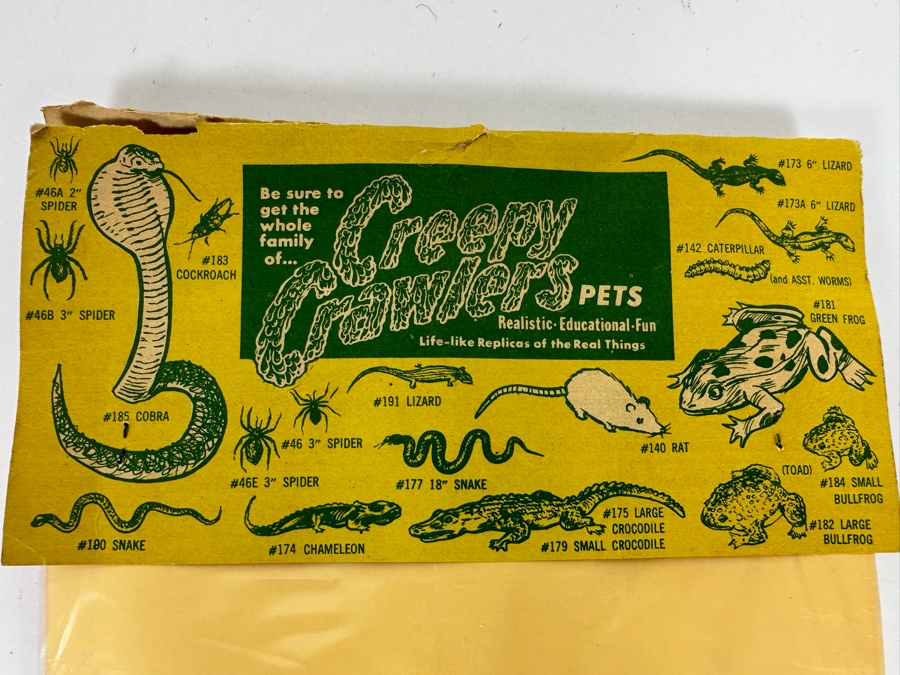 Be sure to
get the
whole
family
of...
Creepy
Crawlers PETS
Realistic · Educational · Fun
Life-like Replicas of the Real Things
#46A 2" SPIDER
#46B 3" SPIDER
#183
COCKROACH
#185 COBRA
#180 SNAKE
#46 3" SPIDER
#46E 3" SPIDER
#191 LIZARD
#177 18" SNAKE
#174 CHAMELEON
#140 RAT
#175 LARGE
CROCODILE
#179 SMALL CROCODILE
#173 6" LIZARD
#173A 6" LIZARD
#142 CATERPILLAR
(and ASST. WORMS)
#181
GREEN FROG
(TOAD)
#184 SMALL
BULLFROG
#182 LARGE
BULLFROG